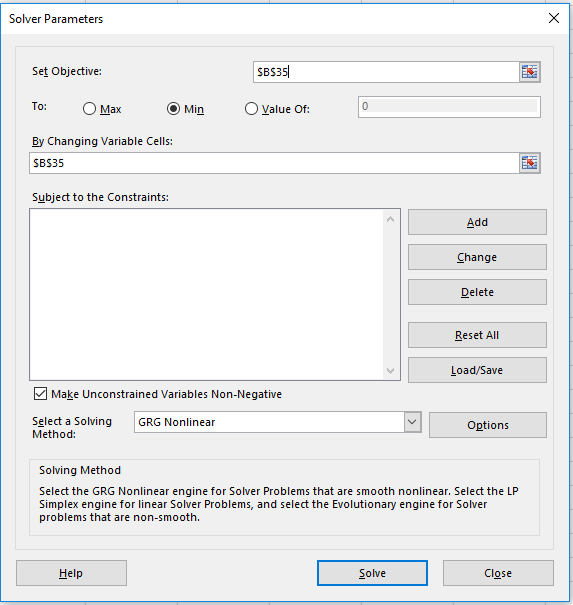 Solver Parameters
Set Objective:
$B$35
To:
Max
Min
Value Of:
0
By Changing Variable Cells:
$B$35
Subject to the Constraints:
Add
Change
Delete
Reset All
Load/Save
Make Unconstrained Variables Non-Negative
Select a Solving
Method:
GRG Nonlinear
Options
Solving Method
Select the GRG Nonlinear engine for Solver Problems that are smooth nonlinear. Select the LP
Simplex engine for linear Solver Problems, and select the Evolutionary engine for Solver
problems that are non-smooth.
Help
Solve
Close